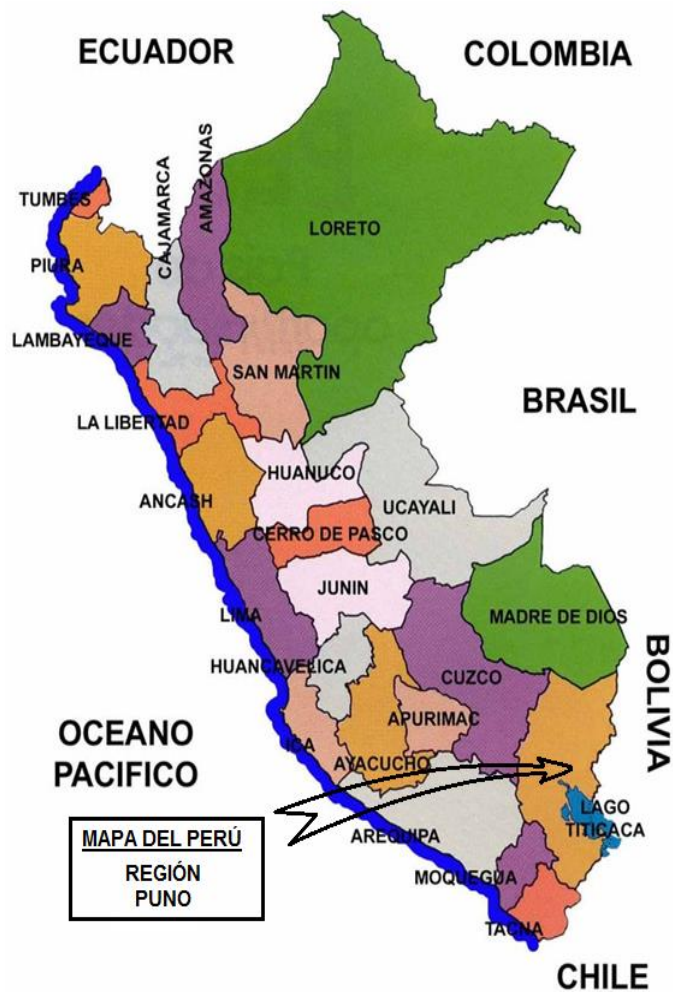 ECUADOR
COLOMBIA
TUMBES
CAJAMARCA
AMAZONAS
LORETO
PIURA
LAMBAYEQUE
SAN MARTIN
BRASIL
LA LIBERTAD
HUANUCO
ANCASH
UCAYALI
CERRO DE PASCO
JUNIN
LIMA
MADRE DE DIOS
HUANCAVELICA
CUZCO
BOLIVIA
APURIMAC
OCEANO
PACIFICO
ICA
AYACUCHO
LAGO
TITICACA
MAPA DEL PERÚ
REGIÓN
PUNO
AREQUIPA
MOQUEGUA
TACNA
CHILE